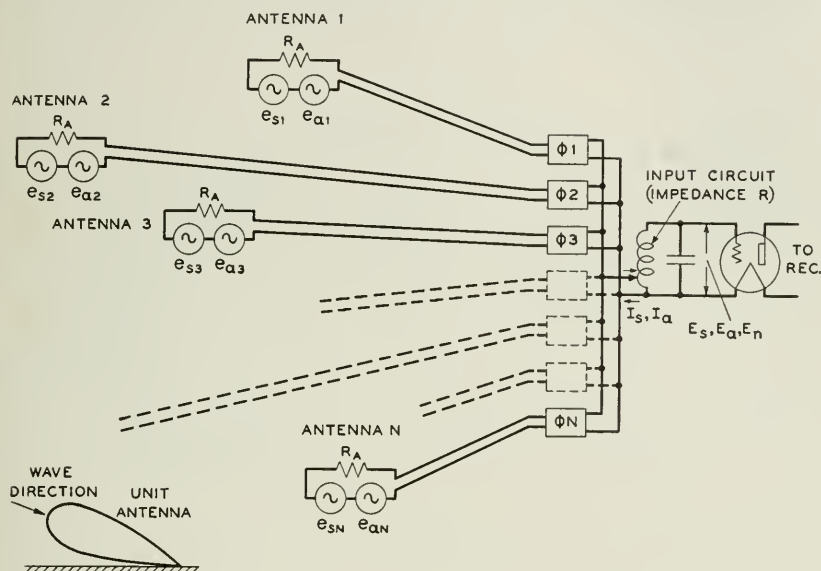 ANTENNA 1
R_A
e_S1 e_a1
ANTENNA 2
R_A
e_S2 e_a2
ANTENNA 3
R_A
e_S3 e_a3
Φ1
Φ2
Φ3
INPUT CIRCUIT
(IMPEDANCE R)
TO
REC.
I_S, I_a
E_S, E_a, E_n
ΦN
ANTENNA N
R_A
e_SN e_aN
WAVE
DIRECTION
UNIT
ANTENNA